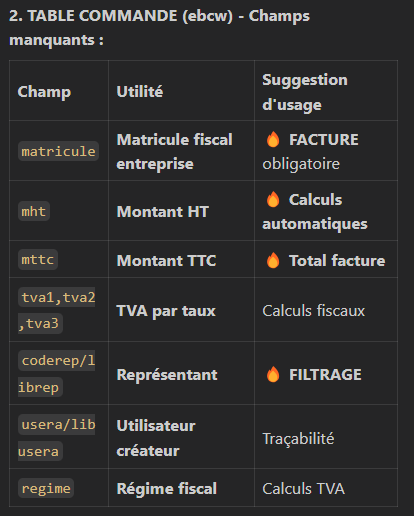 2. TABLE COMMANDE (ebcw) - Champs
manquants :
Champ Utilité Suggestion d'usage
matricule Matricule fiscal entreprise 🔥 FACTURE obligatoire
mht Montant HT 🔥 Calculs automatiques
mttc Montant TTC 🔥 Total facture
tva1,tva2,tva3 TVA par taux Calculs fiscaux
coderep/librep Représentant 🔥 FILTRAGE
usera/libusera Utilisateur créateur Traçabilité
regime Régime fiscal Calculs TVA